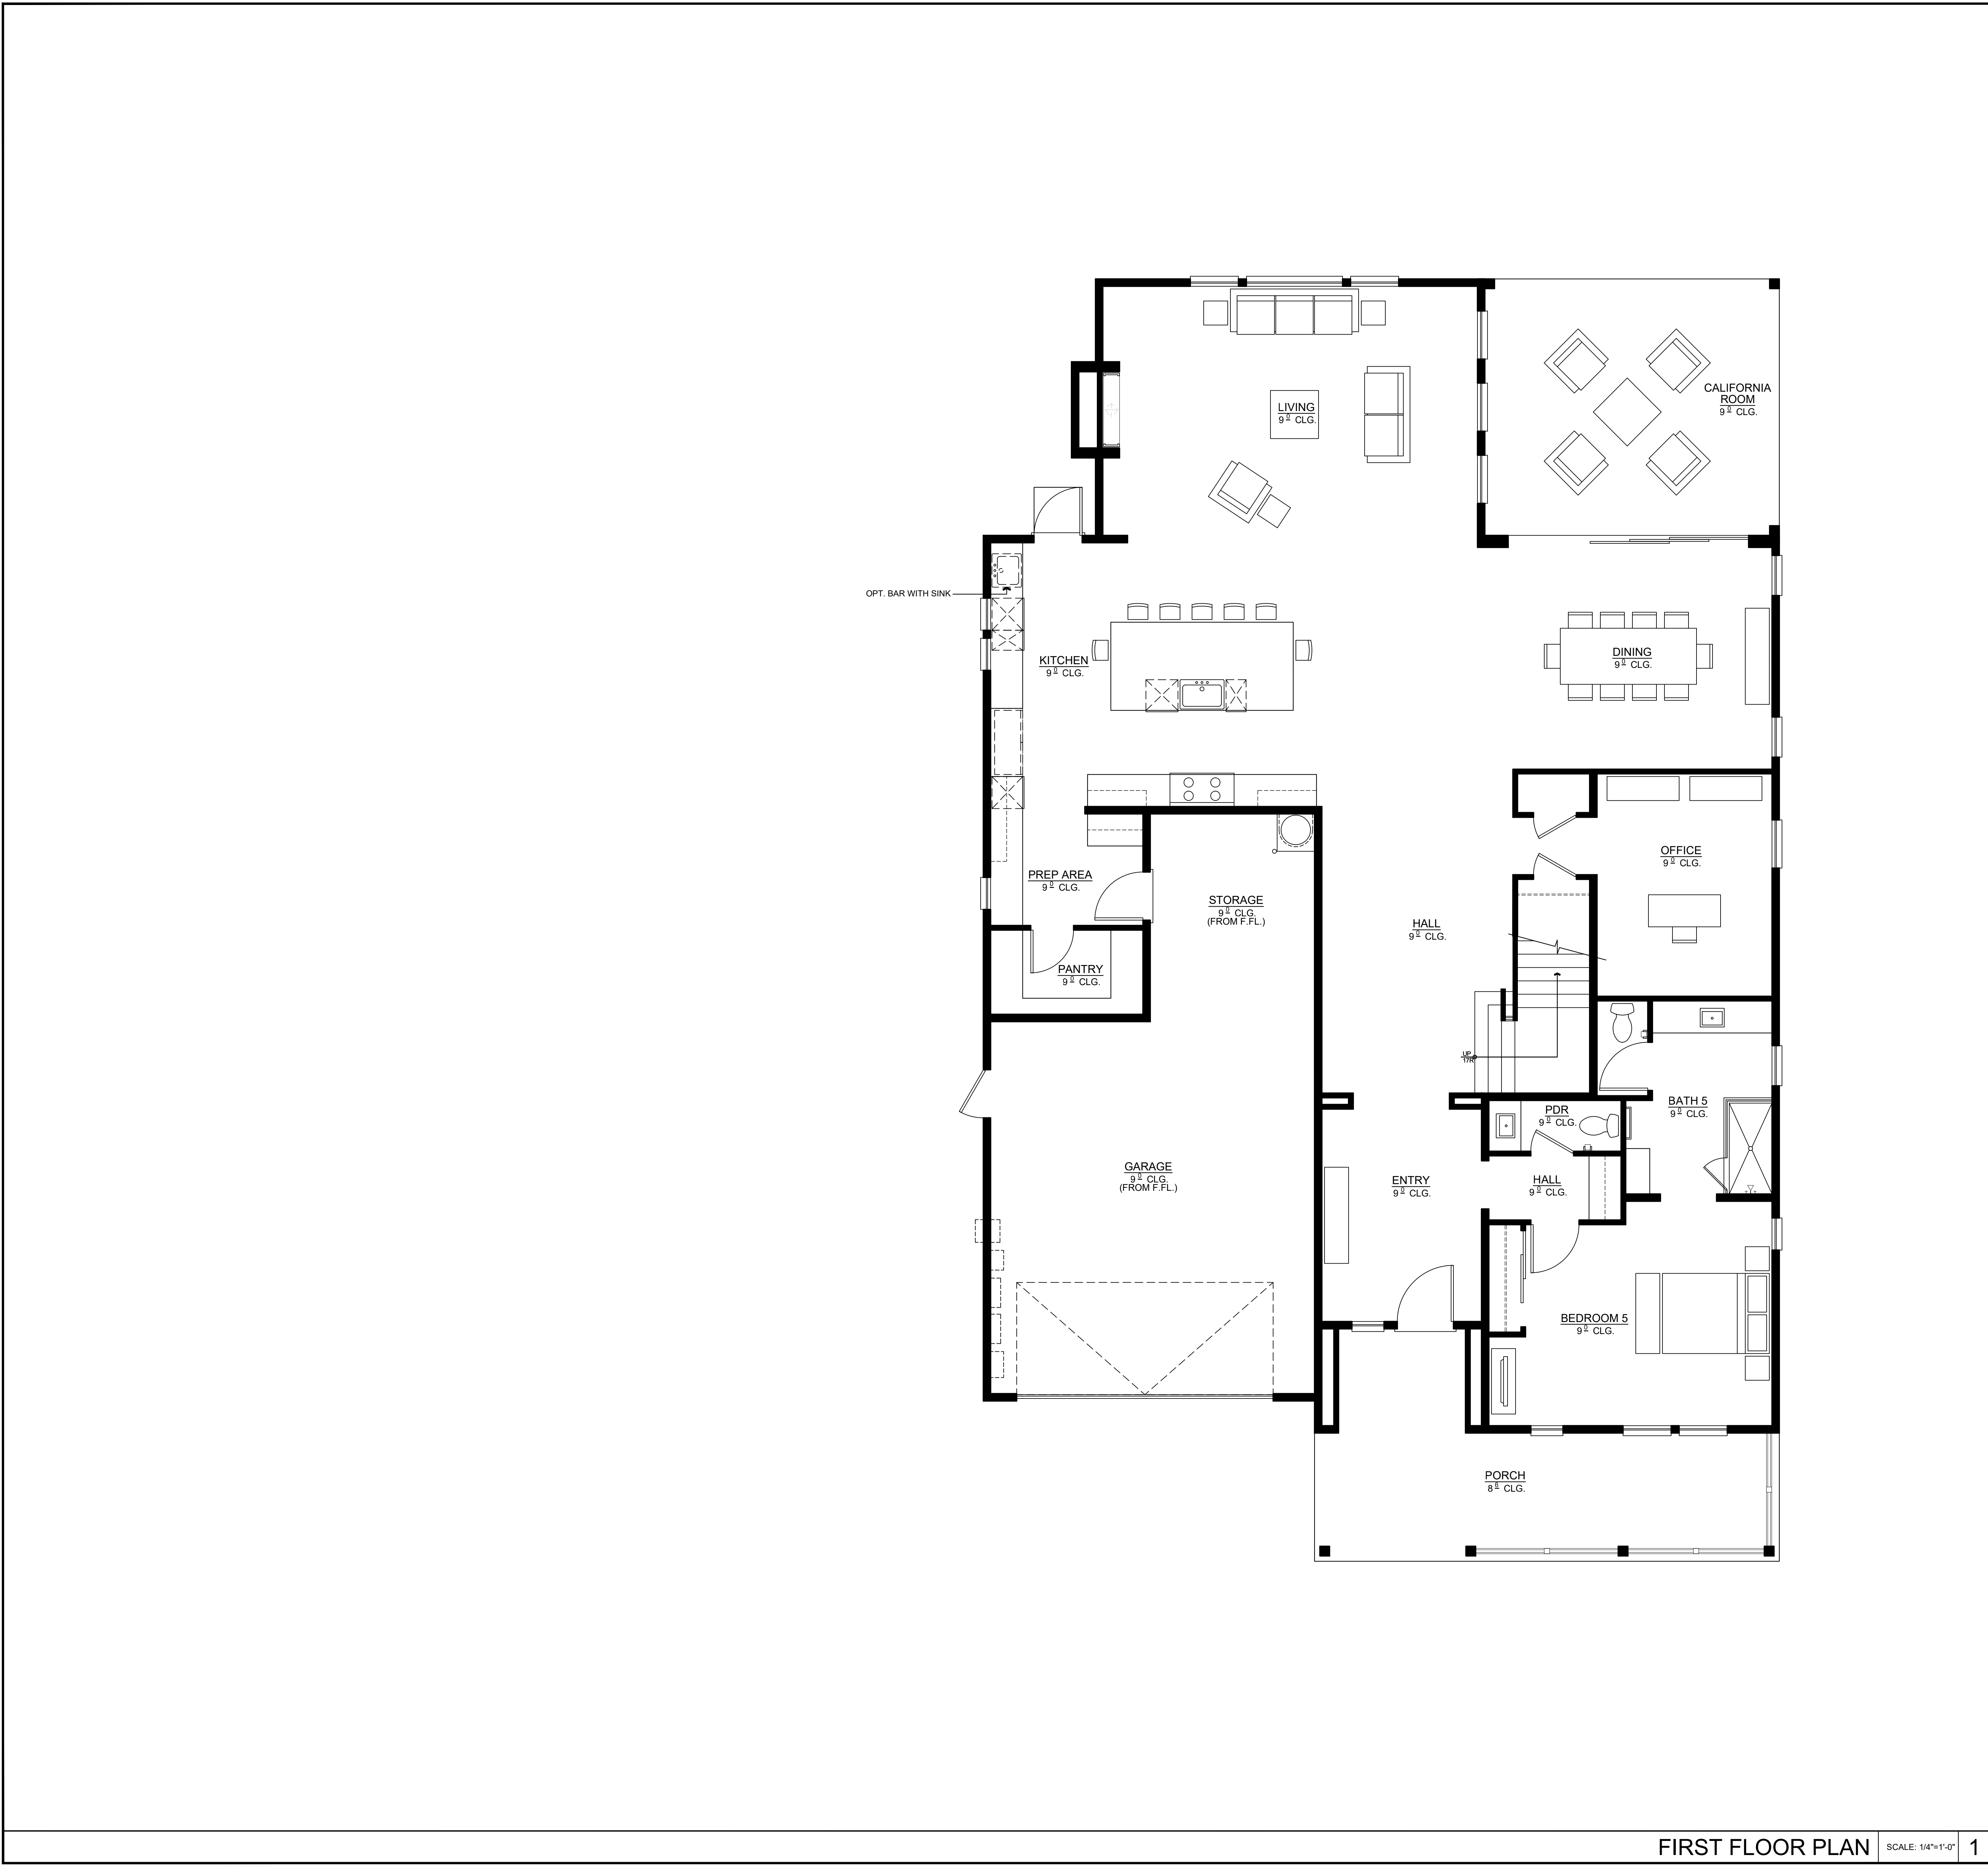 CALIFORNIA
ROOM
9 0 CLG.
LIVING
9 0 CLG.
OPT. BAR WITH SINK
KITCHEN
9 0 CLG.
DINING
9 0 CLG.
OFFICE
9 0 CLG.
PREP AREA
9 0 CLG.
STORAGE
9 0 CLG.
(FROM F.FL.)
HALL
9 0 CLG.
PANTRY
9 0 CLG.
UP
17R
BATH 5
9 0 CLG.
PDR
9 0 CLG.
GARAGE
9 0 CLG.
(FROM F.FL.)
ENTRY
9 0 CLG.
HALL
9 0 CLG.
BEDROOM 5
9 0 CLG.
PORCH
8 0 CLG.
FIRST FLOOR PLAN
SCALE: 1/4"=1'-0"
1